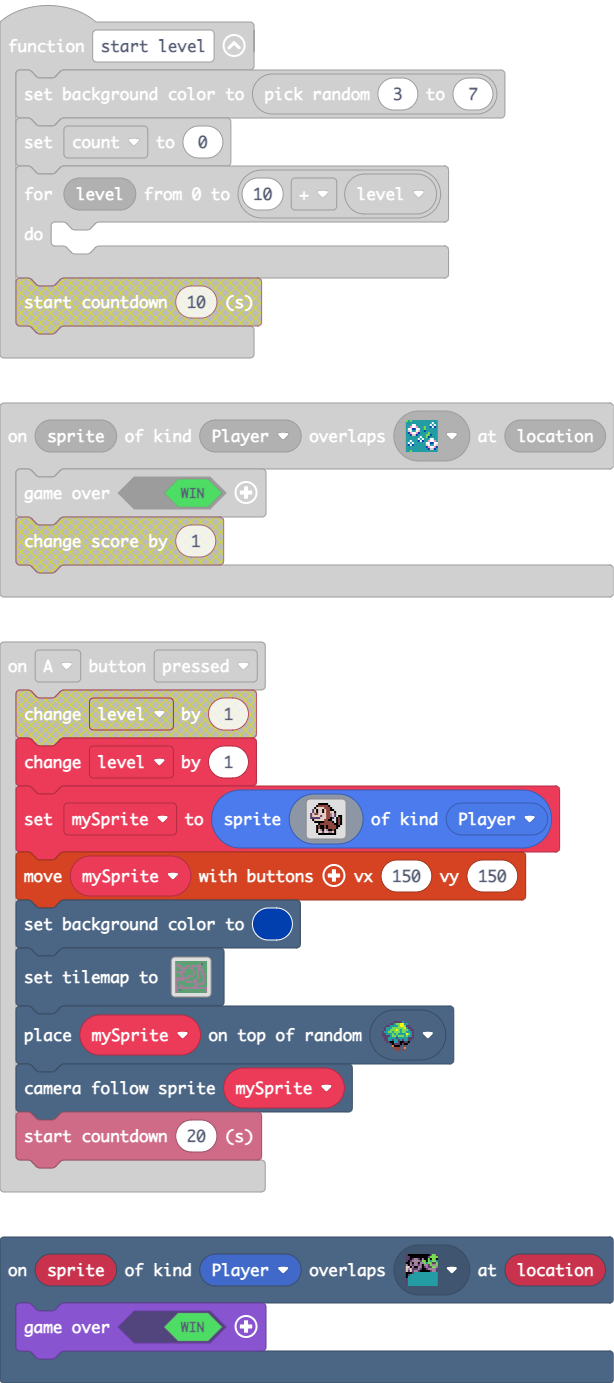 function start level
set background color to pick random 3 to 7
set count to 0
for level from 0 to 10 + level
do
start countdown 10 (s)
on sprite of kind Player overlaps at location
game over WIN
change score by 1
on A button pressed
change level by 1
change level by 1
set mySprite to sprite of kind Player
move mySprite with buttons vx 150 vy 150
set background color to
set tilemap to
place mySprite on top of random
camera follow sprite mySprite
start countdown 20 (s)
on sprite of kind Player overlaps at location
game over WIN